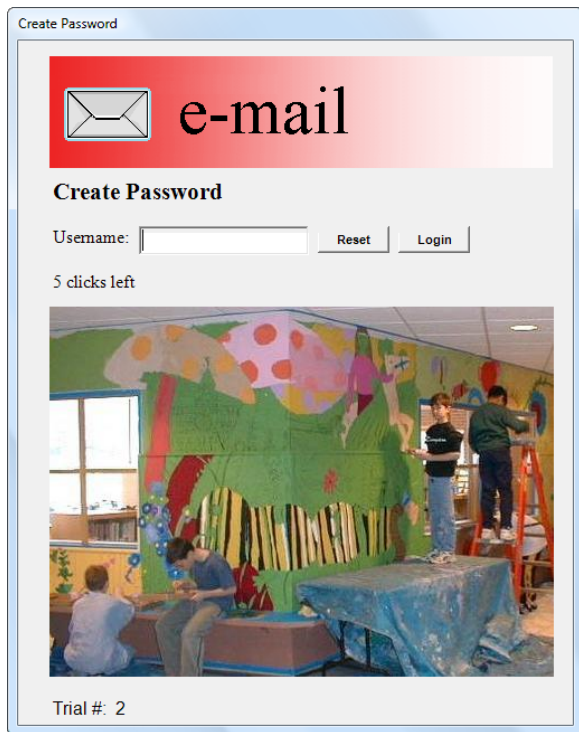 Create Password
e-mail
Create Password
Username: Reset Login
5 clicks left
Trial #: 2